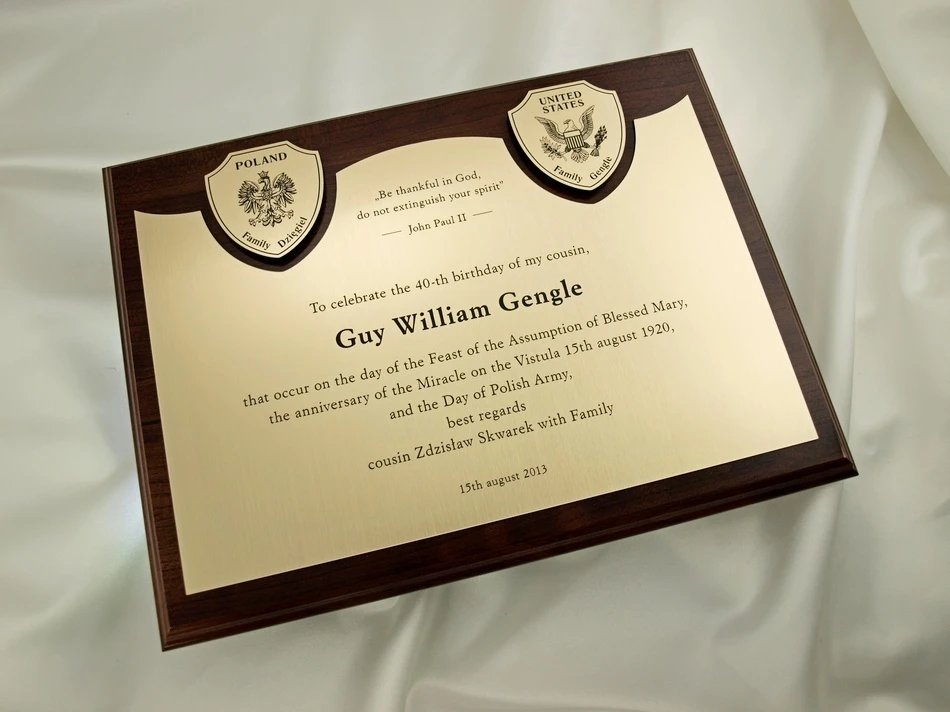 POLAND
Family Dzięgiel
UNITED
STATES
Family Gengle
„Be thankful in God,
do not extinguish your spirit”
John Paul II
To celebrate the 40-th birthday of my cousin,
Guy William Gengle
that occur on the day of the Feast of the Assumption of Blessed Mary,
the anniversary of the Miracle on the Vistula 15th august 1920,
and the Day of Polish Army,
best regards
cousin Zdzisław Skwarek with Family
15th august 2013